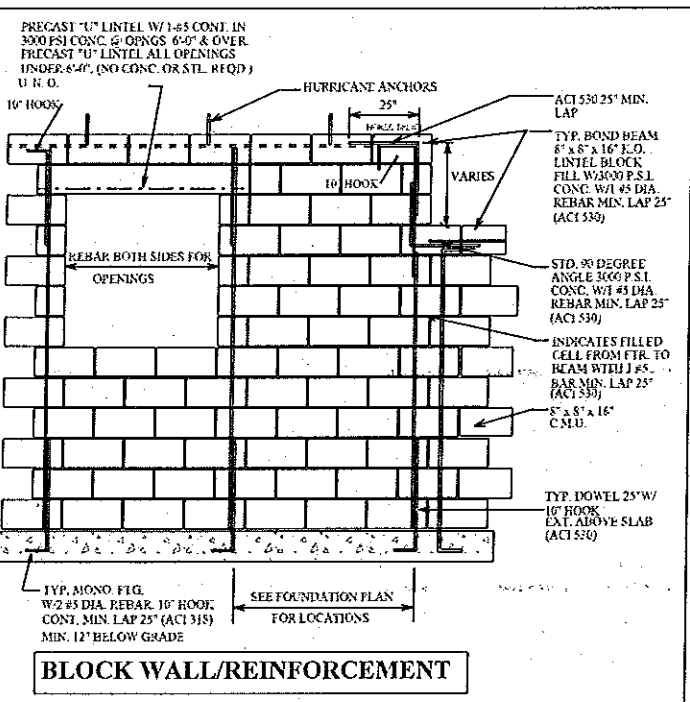 PRECAST "U" LINTEL W/ 1-#5 CONT. IN
3000 PSI CONC. @ OPNGS 6'-0" & OVER
PRECAST "U" LINTEL ALL OPENINGS
UNDER 6'-0", (NO CONC. OR STL. REQD.)
U.N.O.
10" HOOK
HURRICANE ANCHORS
25"
10" HOOK
VARIES
ACI 530 25" MIN.
LAP
TYP. BOND BEAM
8" x 8" x 16" K.O.
LINTEL BLOCK
FILL W/3000 P.S.I.
CONC. W/1 #5 DIA.
REBAR MIN. LAP 25"
(ACI 530)
REBAR BOTH SIDES FOR
OPENINGS
STD. 90 DEGREE
ANGLE 3000 P.S.I.
CONC. W/1 #5 DIA.
REBAR MIN. LAP 25"
(ACI 530)
INDICATES FILLED
CELL FROM FTR. TO
BEAM WITH 1 #5
BAR MIN. LAP 25"
(ACI 530)
8" x 8" x 16"
C.M.U.
TYP. DOWEL 25" W/
10" HOOK
EXT. ABOVE SLAB
(ACI 530)
TYP. MONO. FTG.
W/2 #5 DIA. REBAR. 10" HOOK
CONT. MIN. LAP 25" (ACI 318)
MIN. 12" BELOW GRADE
SEE FOUNDATION PLAN
FOR LOCATIONS
BLOCK WALL/REINFORCEMENT